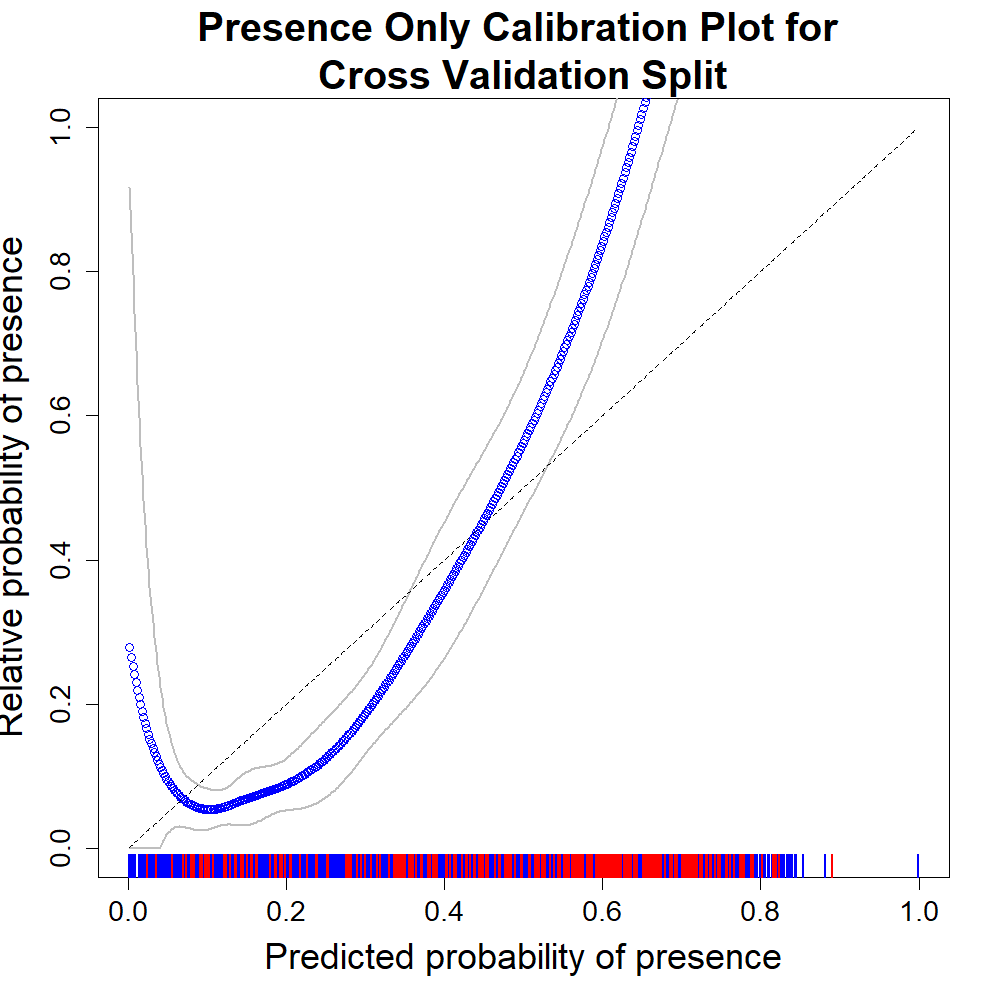 Presence Only Calibration Plot for
Cross Validation Split
Relative probability of presence
1.0
0.8
0.6
0.4
0.2
0.0
0.0 0.2 0.4 0.6 0.8 1.0
Predicted probability of presence